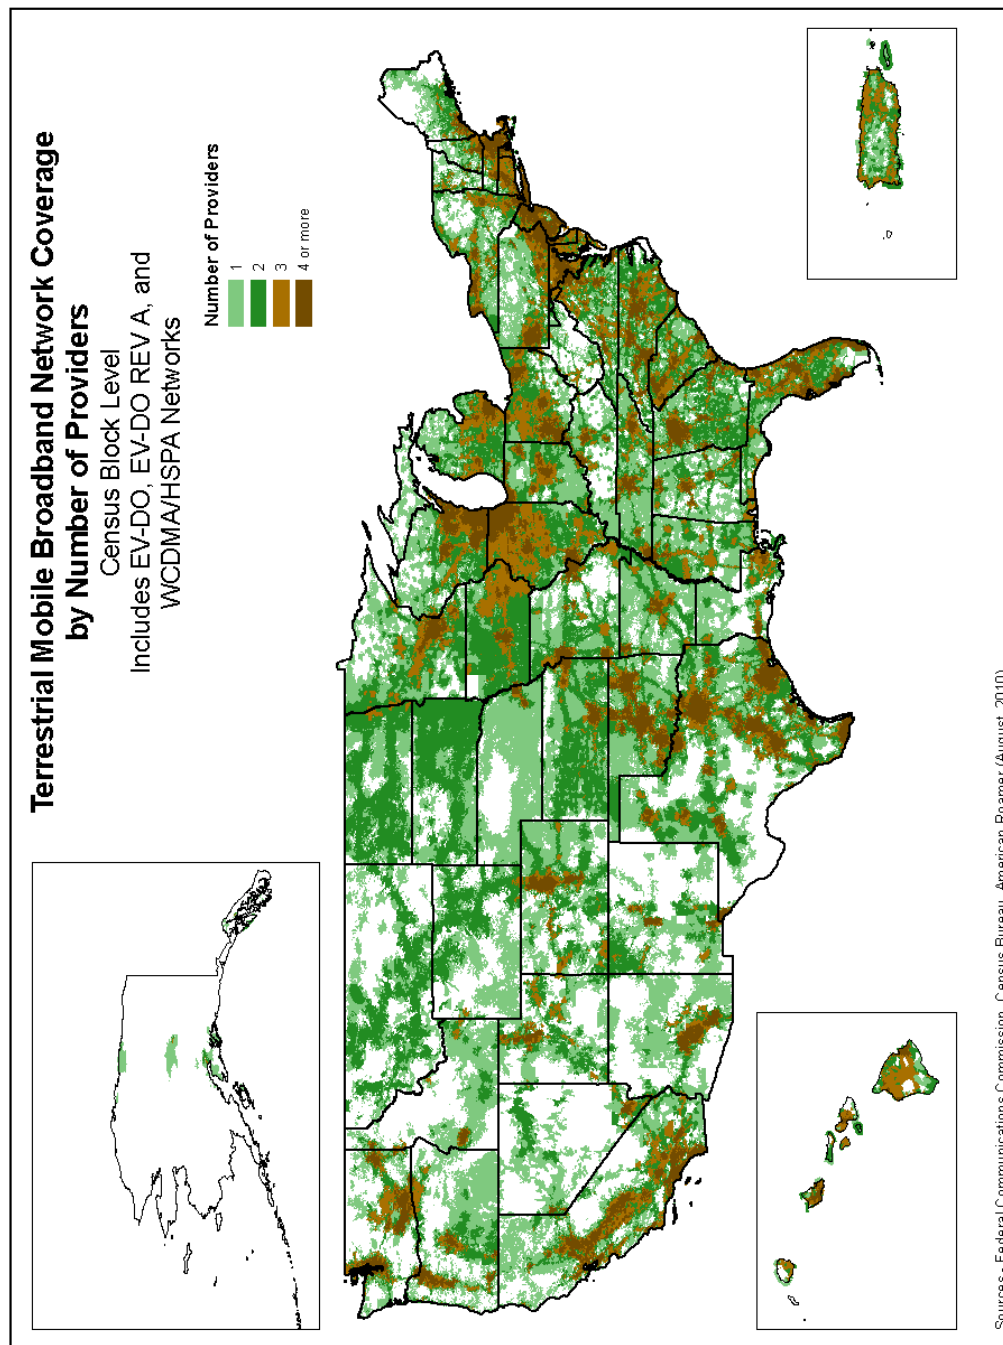 Terrestrial Mobile Broadband Network Coverage
by Number of Providers
Census Block Level
Includes EV-DO, EV-DO REV A, and
WCDMA/HSPA Networks
Number of Providers
1
2
3
4 or more
Sources - Federal Communications Commission, Census Bureau, American Roamer (August, 2010)